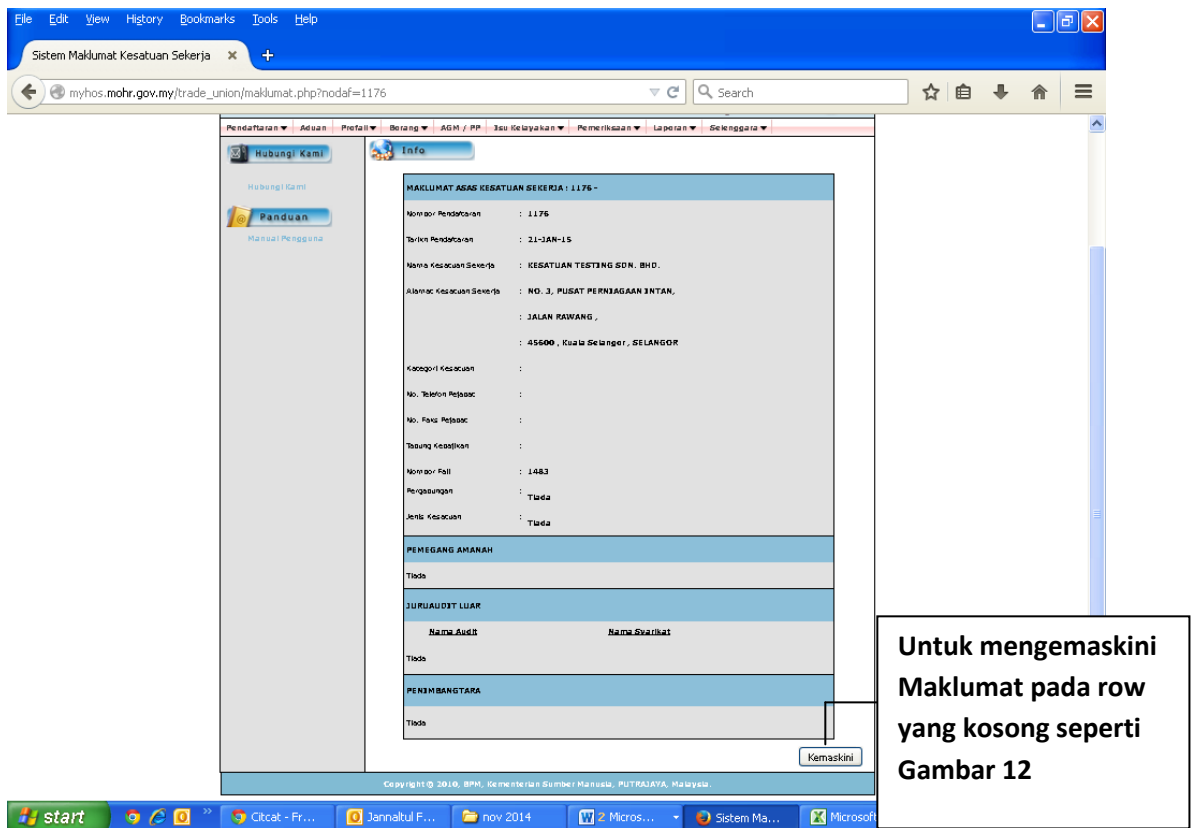 File Edit View History Bookmarks Tools Help
Sistem Maklumat Kesatuan Sekerja
myhos.mohr.gov.my/trade_union/maklumat.php?nodaf=1176
Search
Pendaftaran Aduan Prefail Borang AGM / PP Isu Kelayakan Pemeriksaan Laporan Selenggara
Hubungi Kami
Hubungi Kami
Panduan
Manual Pengguna
Info
MAKLUMAT ASAS KESATUAN SEKERJA : 1176 -
Nombor Pendaftaran : 1176
Tarikh Pendaftaran : 21-JAN-15
Nama Kesatuan Sekerja : KESATUAN TESTING SDN. BHD.
Alamat Kesatuan Sekerja : NO. 3, PUSAT PERNIAGAAN INTAN,
: JALAN RAWANG ,
: 45600 , Kuala Selangor , SELANGOR
Kategori Kesatuan :
No. Telefon Pejabat :
No. Faks Pejabat :
Tabung Kebajikan :
Nombor Fail : 1483
Pergabungan : Tiada
Jenis Kesatuan : Tiada
PEMEGANG AMANAH
Tiada
JURUAUDIT LUAR
Nama Audit Nama Syarikat
Tiada
PENIMBANGTARA
Tiada
Kemaskini
Copyright © 2010, BPM, Kementerian Sumber Manusia, PUTRAJAYA, Malaysia.
Untuk mengemaskini
Maklumat pada row
yang kosong seperti
Gambar 12
start Citcat - Fr... Jannaltul F... nov 2014 2 Micros... Sistem Ma... Microsoft